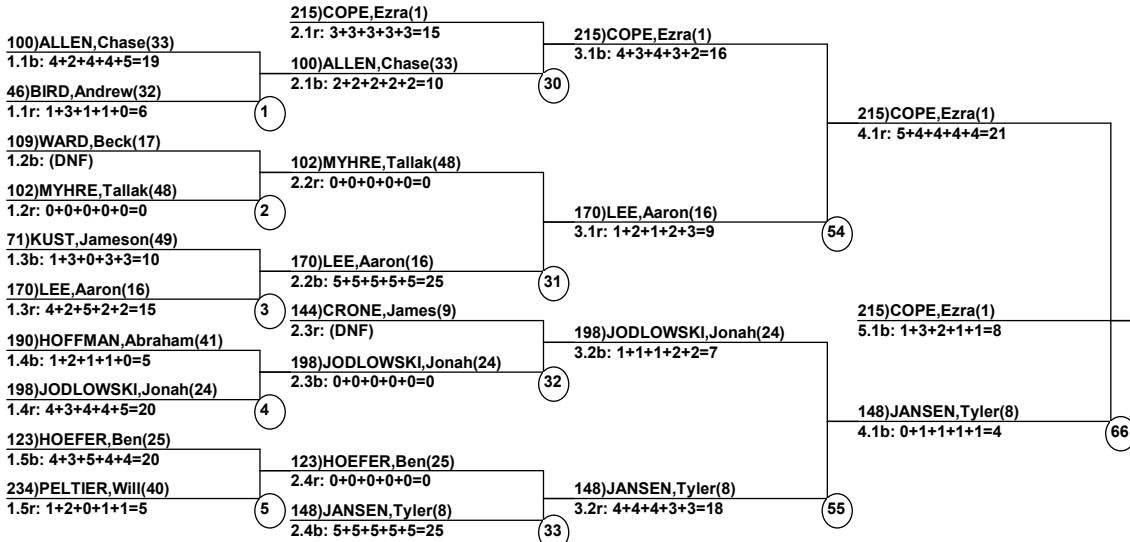 100)ALLEN,Chase(33)
1.1b: 4+2+4+4+5=19
46)BIRD,Andrew(32)
1.1r: 1+3+1+1+0=6
1
109)WARD,Beck(17)
1.2b: (DNF)
102)MYHRE,Tallak(48)
1.2r: 0+0+0+0+0=0
2
71)KUST,Jameson(49)
1.3b: 1+3+0+3+3=10
170)LEE,Aaron(16)
1.3r: 4+2+5+2+2=15
3
190)HOFFMAN,Abraham(41)
1.4b: 1+2+1+1+0=5
198)JODLOWSKI,Jonah(24)
1.4r: 4+3+4+4+5=20
4
123)HOEFER,Ben(25)
1.5b: 4+3+5+4+4=20
234)PELTIER,Will(40)
1.5r: 1+2+0+1+1=5
5
215)COPE,Ezra(1)
2.1r: 3+3+3+3+3=15
100)ALLEN,Chase(33)
2.1b: 2+2+2+2+2=10
30
102)MYHRE,Tallak(48)
2.2r: 0+0+0+0+0=0
170)LEE,Aaron(16)
2.2b: 5+5+5+5+5=25
31
144)CRONE,James(9)
2.3r: (DNF)
198)JODLOWSKI,Jonah(24)
2.3b: 0+0+0+0+0=0
32
123)HOEFER,Ben(25)
2.4r: 0+0+0+0+0=0
148)JANSEN,Tyler(8)
2.4b: 5+5+5+5+5=25
33
215)COPE,Ezra(1)
3.1b: 4+3+4+3+2=16
170)LEE,Aaron(16)
3.1r: 1+2+1+2+3=9
54
198)JODLOWSKI,Jonah(24)
3.2b: 1+1+1+2+2=7
148)JANSEN,Tyler(8)
3.2r: 4+4+4+3+3=18
55
215)COPE,Ezra(1)
4.1r: 5+4+4+4+4=21
215)COPE,Ezra(1)
5.1b: 1+3+2+1+1=8
148)JANSEN,Tyler(8)
4.1b: 0+1+1+1+1=4
66